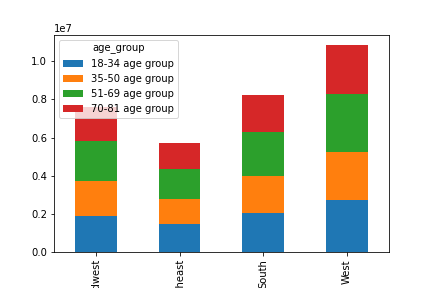 1e7
age_group
18-34 age group
35-50 age group
51-69 age group
70-81 age group
1.0
0.8
0.6
0.4
0.2
0.0
dwest
heast
South
West